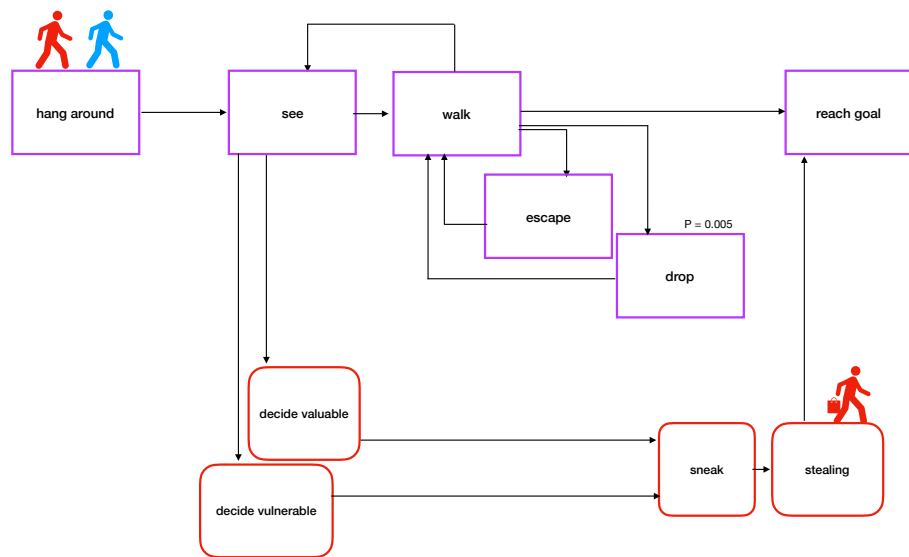 hang around
see
walk
reach goal
escape
P = 0.005
drop
decide valuable
sneak
stealing
decide vulnerable